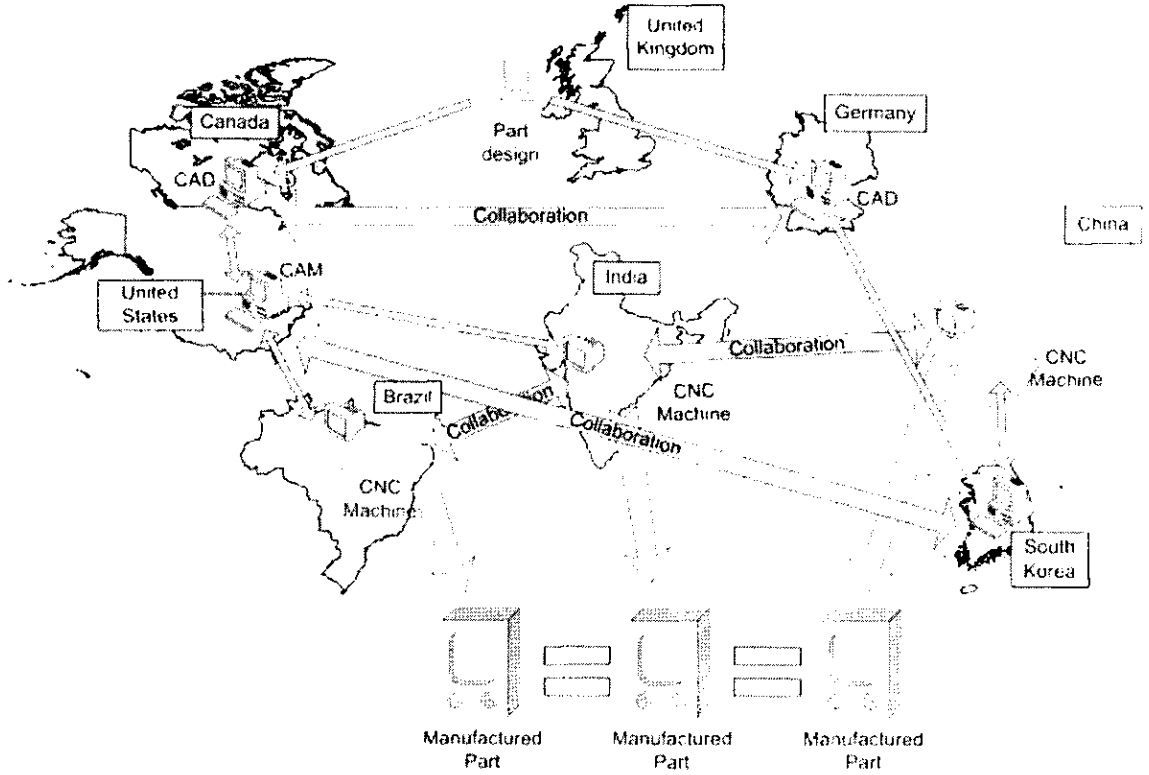 United
Kingdom
Canada
Part
design
Germany
CAD
CAD
Collaboration
China
CAM
India
United
States
Collaboration
CNC
Machine
Brazil
CNC
Machine
Collaboration
Collaboration
CNC
Machine
South
Korea
Manufactured
Part
Manufactured
Part
Manufactured
Part